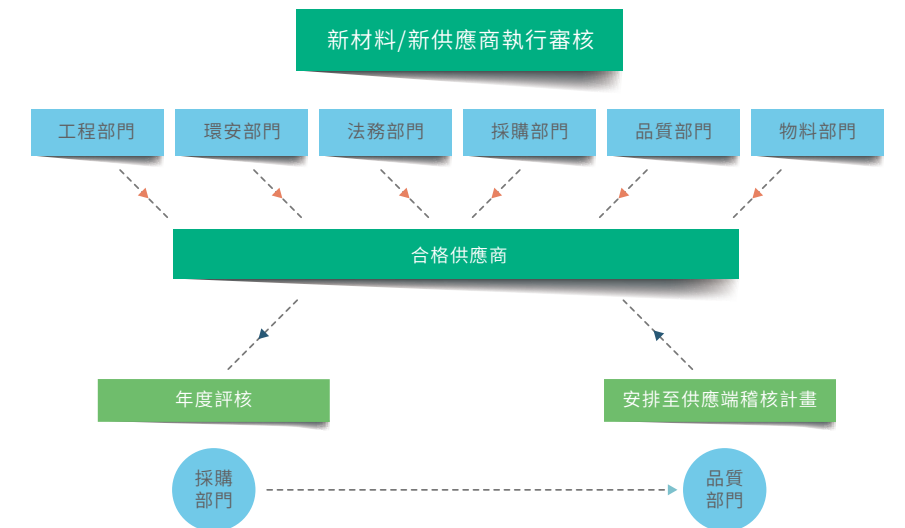 新材料/新供應商執行審核
工程部門
環安部門
法務部門
採購部門
品質部門
物料部門
合格供應商
年度評核
安排至供應端稽核計畫
採購
部門
品質
部門